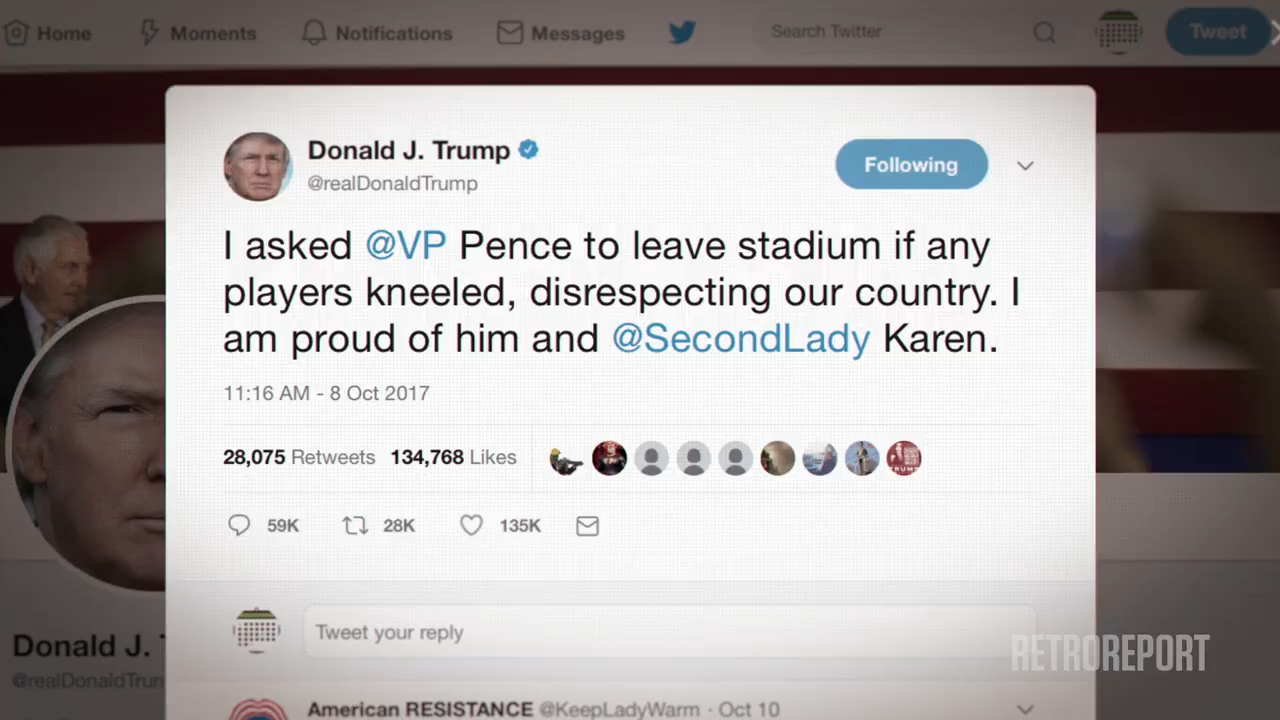 Home Moments Notifications Messages Search Twitter Tweet
Donald J. Trump
@realDonaldTrump
Following
I asked @VP Pence to leave stadium if any
players kneeled, disrespecting our country. I
am proud of him and @SecondLady Karen.
11:16 AM - 8 Oct 2017
28,075 Retweets 134,768 Likes
TRUMP
59K 28K 135K
Tweet your reply
Donald J.
@realDonaldTrum
RETROREPORT
American RESISTANCE @KeepLadyWarm · Oct 10